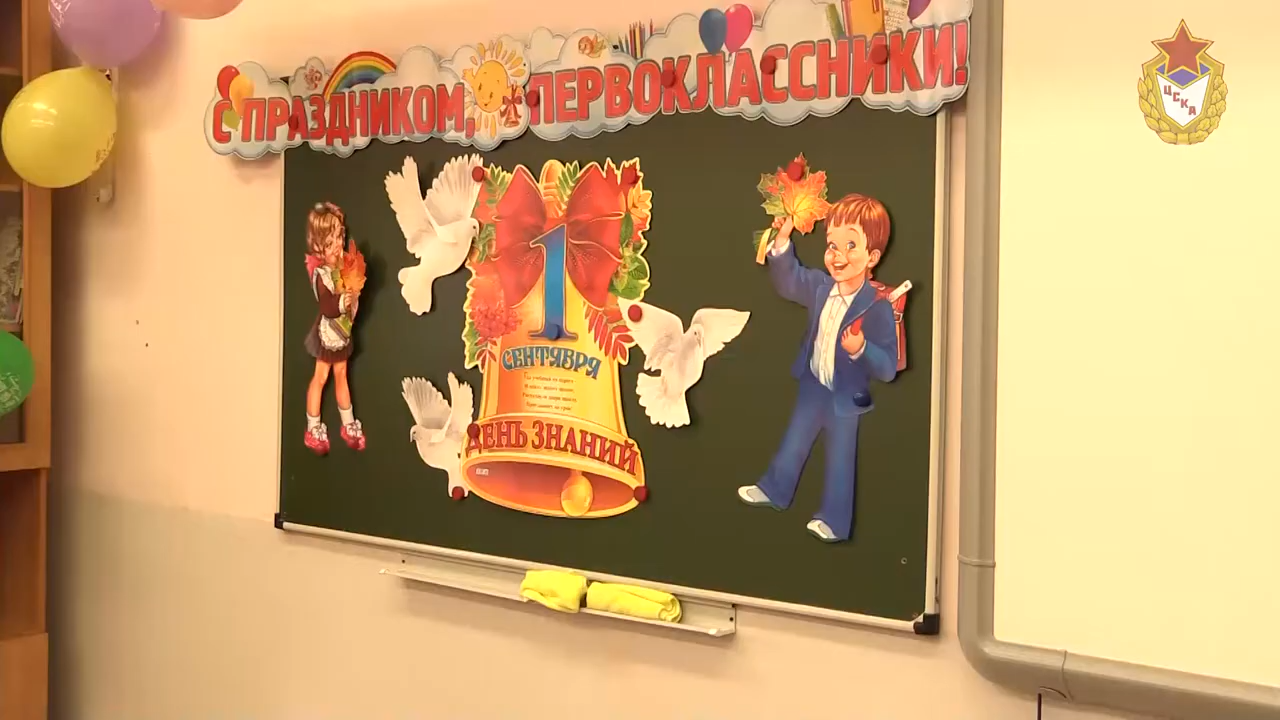 С ПРАЗДНИКОМ, ПЕРВОКЛАССНИКИ!
ЦСКА
1
СЕНТЯБРЯ
ДЕНЬ ЗНАНИЙ